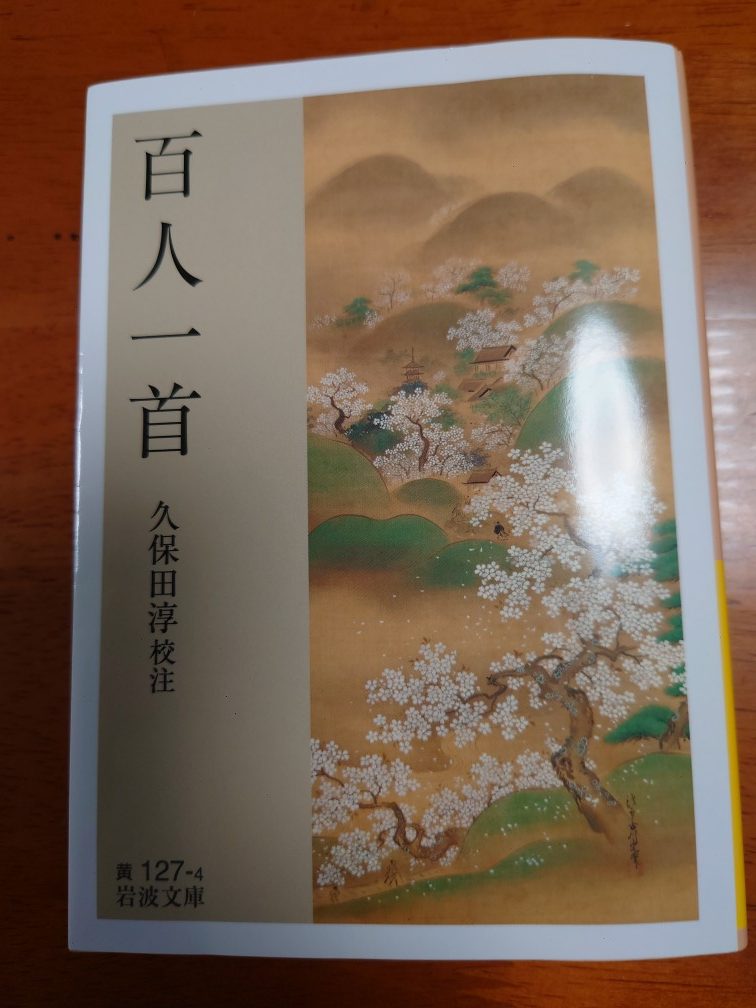 百人一首
久保田淳校注
黄 127-4
岩波文庫